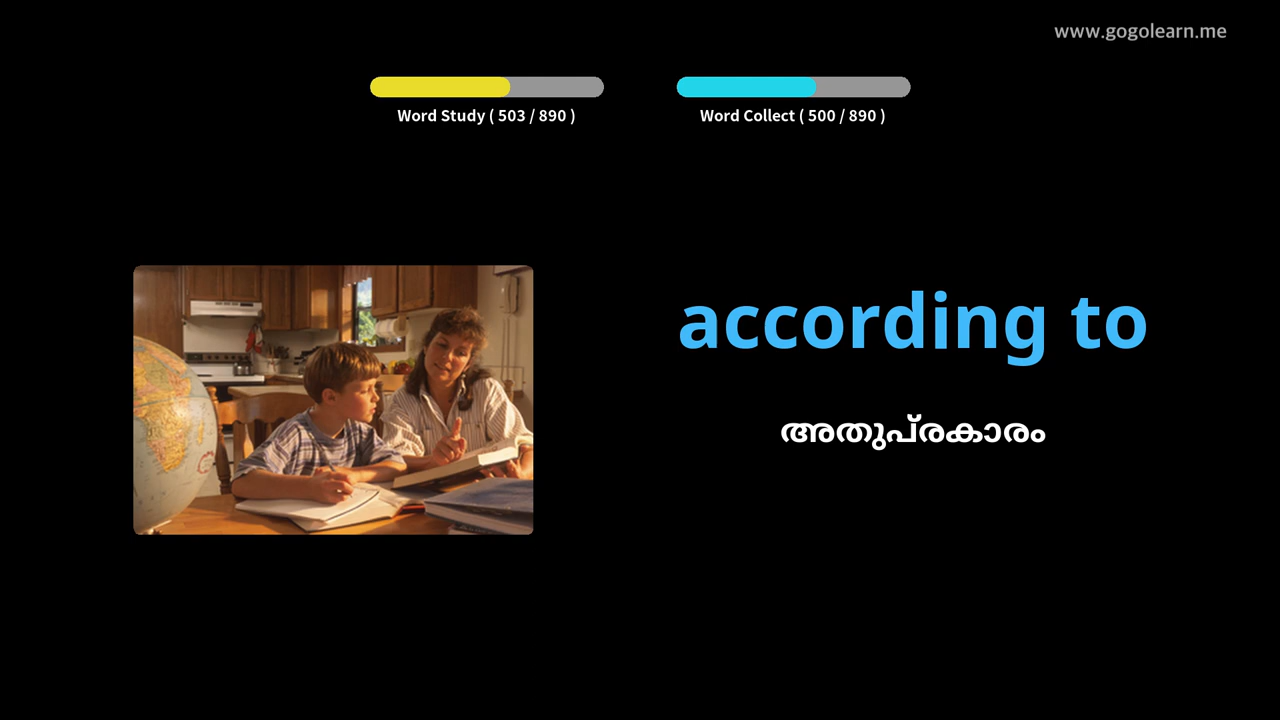 www.gogolearn.me
Word Study ( 503 / 890 )
Word Collect ( 500 / 890 )
according to
അതുപ്രകാരം